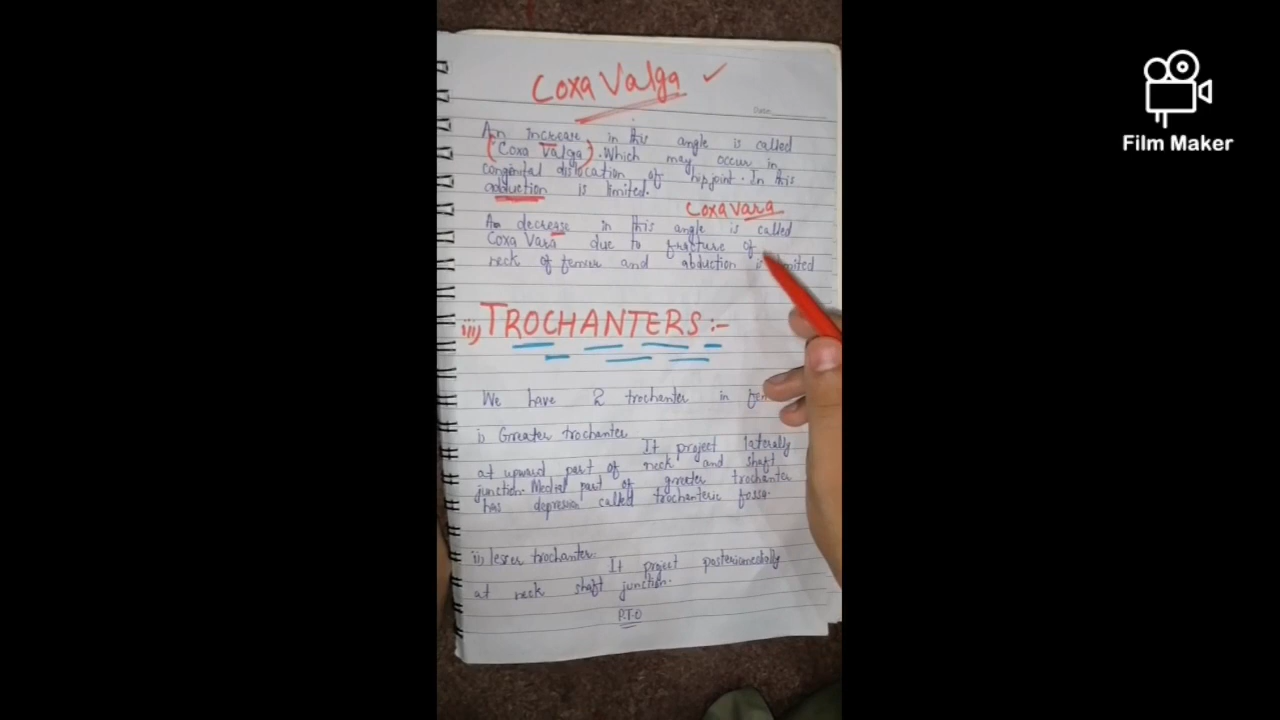 Coxa Valga ✓
Date:
An increase in this angle is called
(Coxa Valga). Which may occur in
congenital dislocation of hip joint. In this
adduction is limited.
Coxa vara
A decrease in this angle is called
Coxa Vara due to fracture of
neck of femur and abduction is limited
iii, TROCHANTERS :-
We have 2 trochanter in
i) Greater trochanter
It project laterally
at upward part of neck and shaft
junction. Medial part of greater trochanter
has depression called trochanteric fossa.
ii, lesser trochanter.
It project posteriomedially
at neck shaft junction.
P.T.O
Film Maker